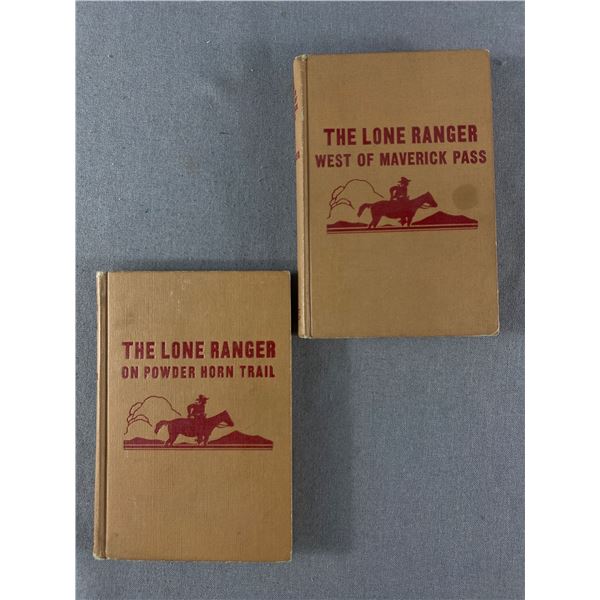 THE LONE RANGER
WEST OF MAVERICK PASS
THE LONE RANGER
ON POWDER HORN TRAIL